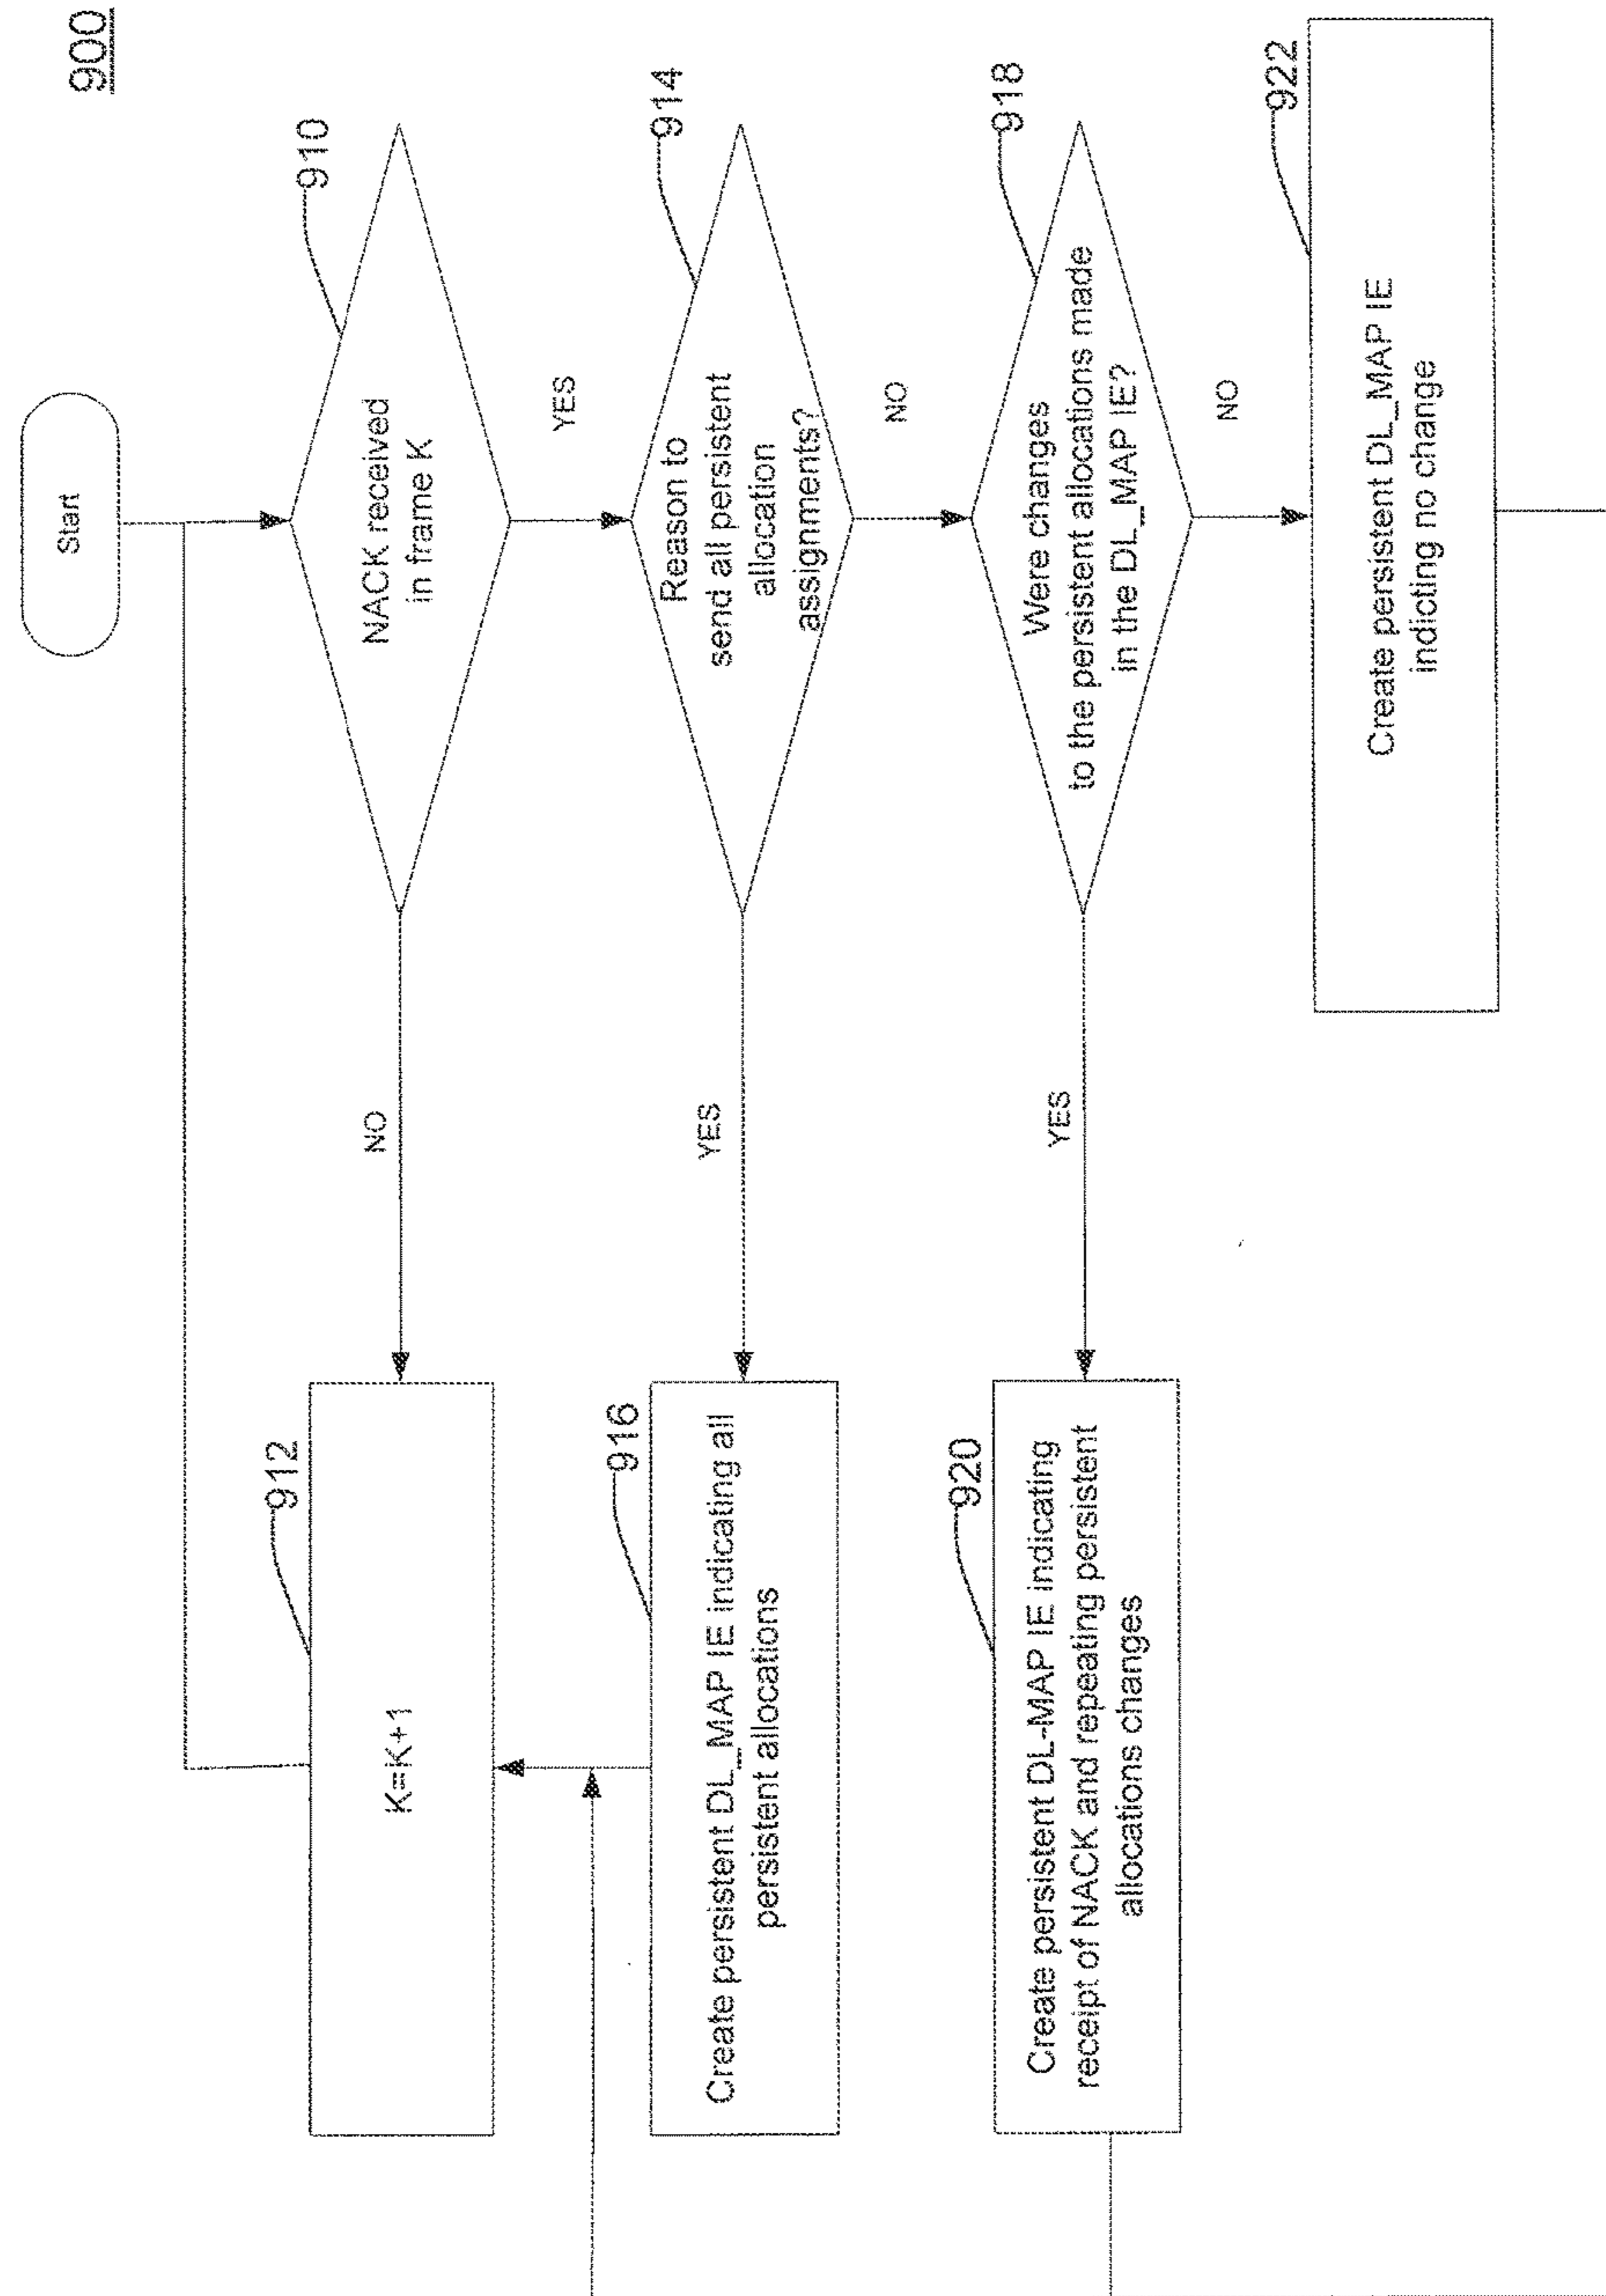 900
Start
910
NACK received
in frame K
NO
YES
912
K=K+1
914
Reason to
send all persistent
allocation
assignments?
YES
NO
916
Create persistent DL_MAP IE indicating all
persistent allocations
918
Were changes
to the persistent allocations made
in the DL_MAP IE?
YES
NO
920
Create persistent DL-MAP IE indicating
receipt of NACK and repeating persistent
allocations changes
922
Create persistent DL_MAP IE
indicting no change